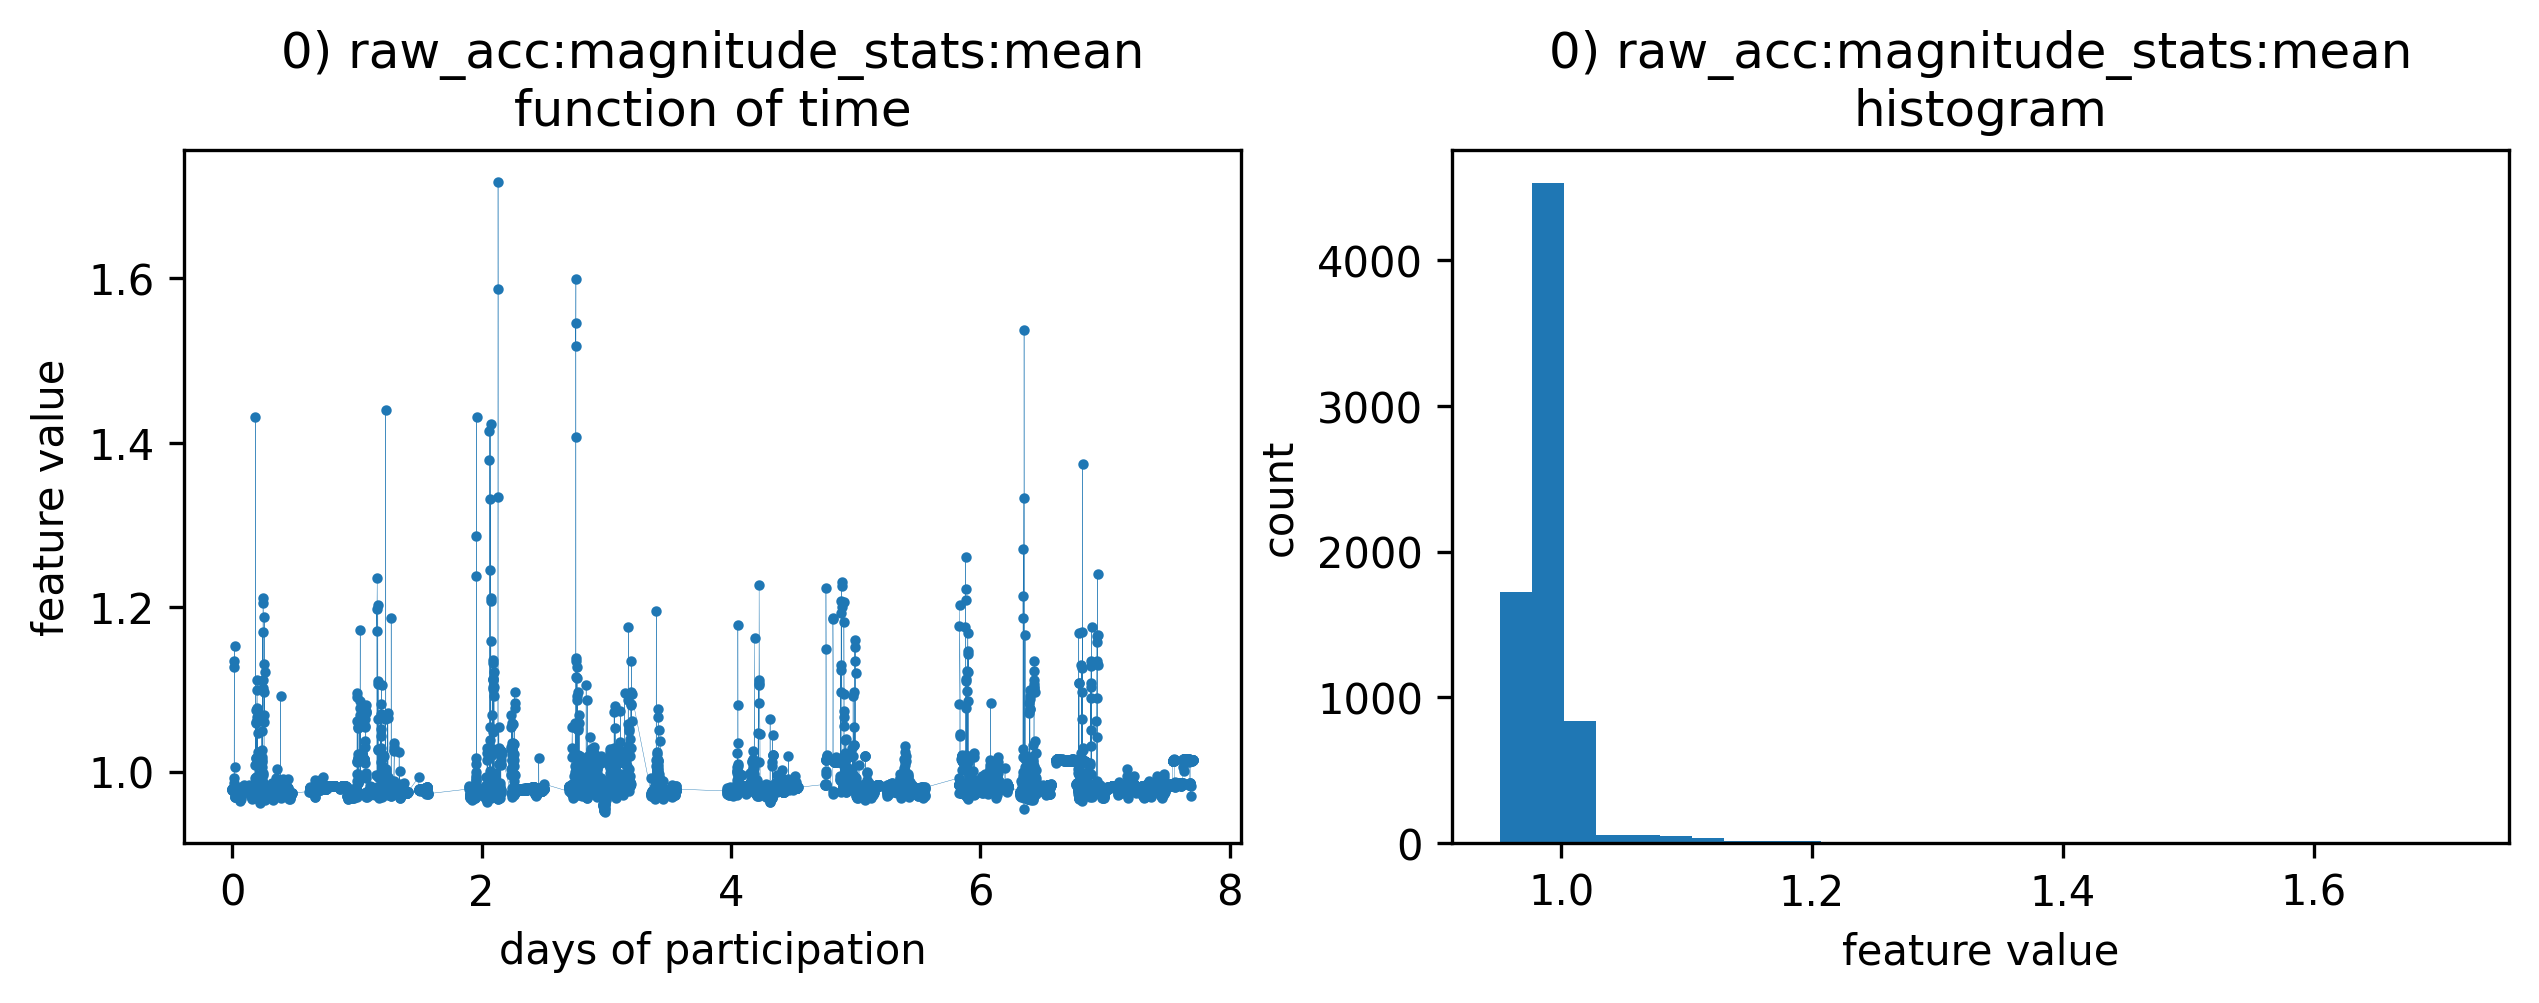 0) raw_acc:magnitude_stats:mean
function of time
feature value
1.6
1.4
1.2
1.0
0 2 4 6 8
days of participation
0) raw_acc:magnitude_stats:mean
histogram
count
4000
3000
2000
1000
0
1.0 1.2 1.4 1.6
feature value